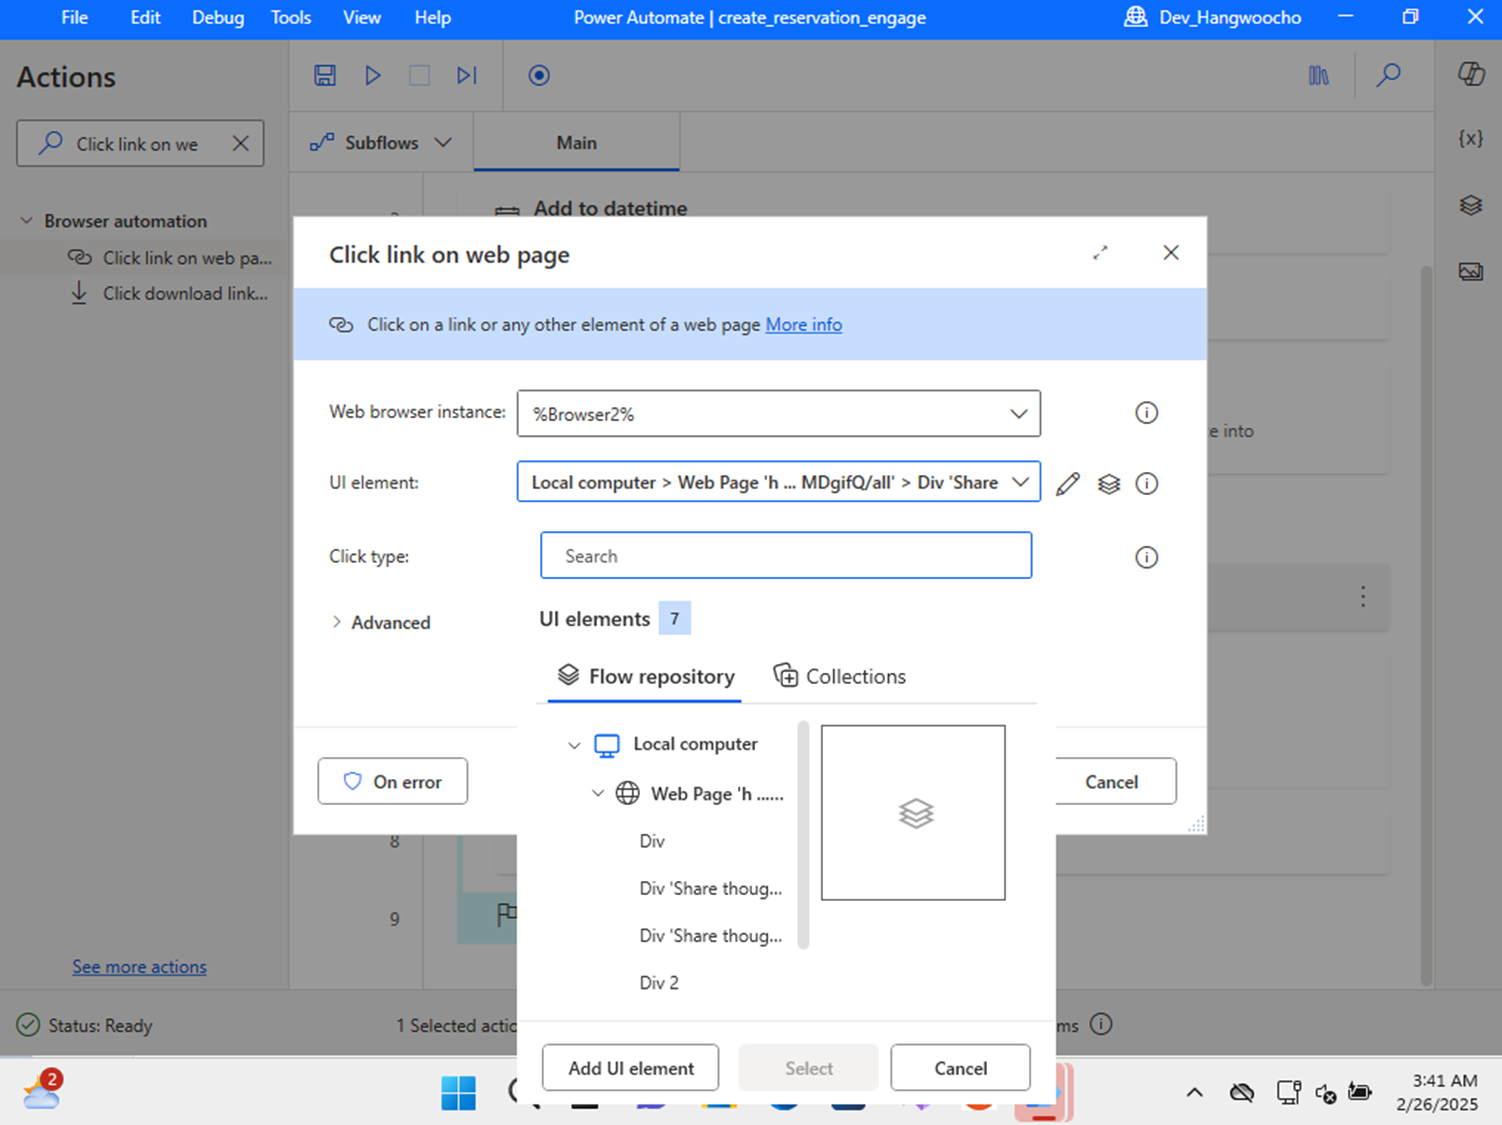 File Edit Debug Tools View Help Power Automate | create_reservation_engage Dev_Hangwoocho
Actions
Click link on we
Subflows Main
Browser automation
Click link on web pa...
Click download link...
Add to datetime
Click link on web page
Click on a link or any other element of a web page More info
Web browser instance: %Browser2%
e into
UI element: Local computer > Web Page 'h ... MDgifQ/all' > Div 'Share
Click type: Search
Advanced
UI elements 7
Flow repository Collections
Local computer
Web Page 'h ......
On error
Cancel
Div
8
Div 'Share thoug...
9
Div 'Share thoug...
See more actions
Div 2
Status: Ready 1 Selected actio ms
Add UI element Select Cancel
2
3:41 AM
2/26/2025